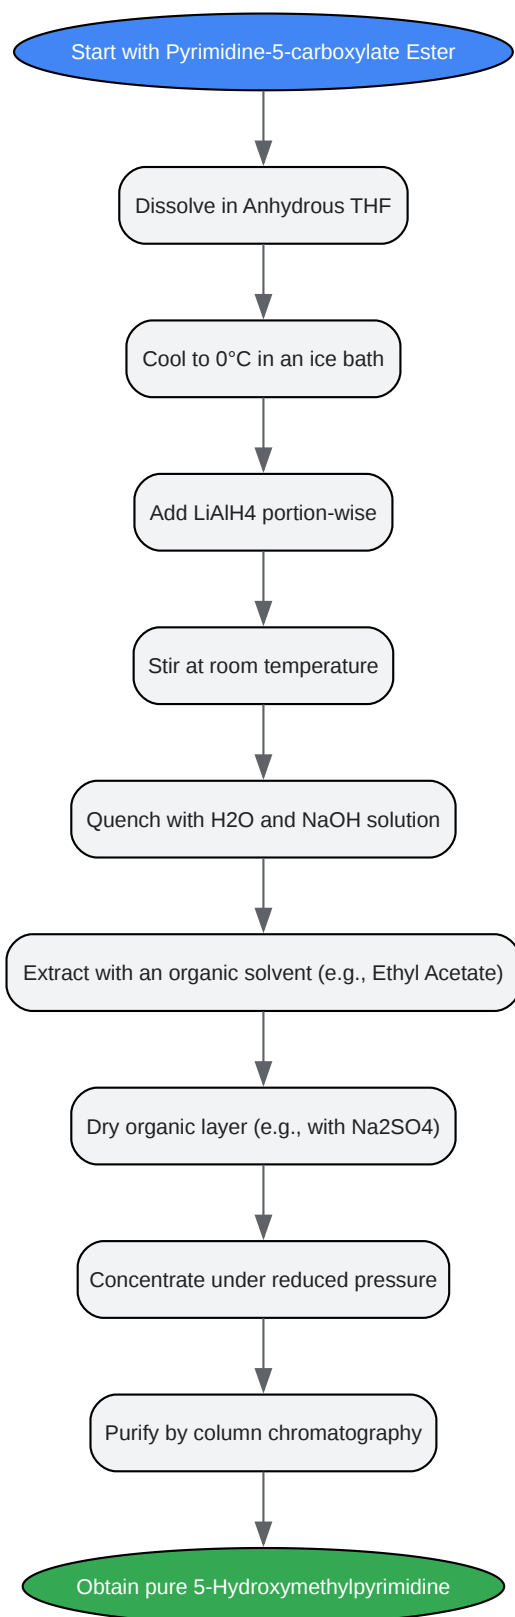 Start with Pyrimidine-5-carboxylate Ester
Dissolve in Anhydrous THF
Cool to 0°C in an ice bath
Add LiAlH4 portion-wise
Stir at room temperature
Quench with H2O and NaOH solution
Extract with an organic solvent (e.g., Ethyl Acetate)
Dry organic layer (e.g., with Na2SO4)
Concentrate under reduced pressure
Purify by column chromatography
Obtain pure 5-Hydroxymethylpyrimidine